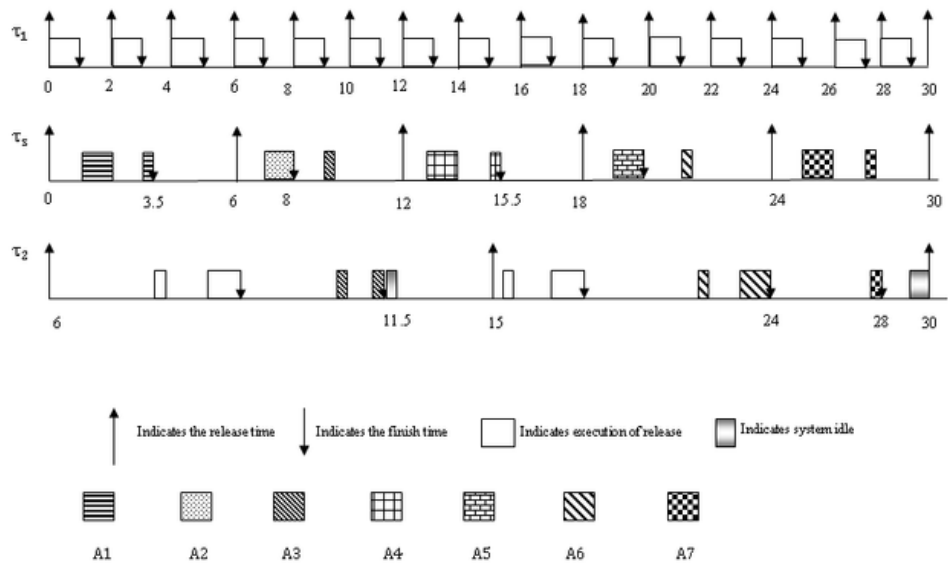 τ1
0 2 4 6 8 10 12 14 16 18 20 22 24 26 28 30
τs
0 3.5 6 8 12 15.5 18 24 30
τ2
6 11.5 15 24 28 30
Indicates the release time Indicates the finish time Indicates execution of release Indicates system idle
A1 A2 A3 A4 A5 A6 A7